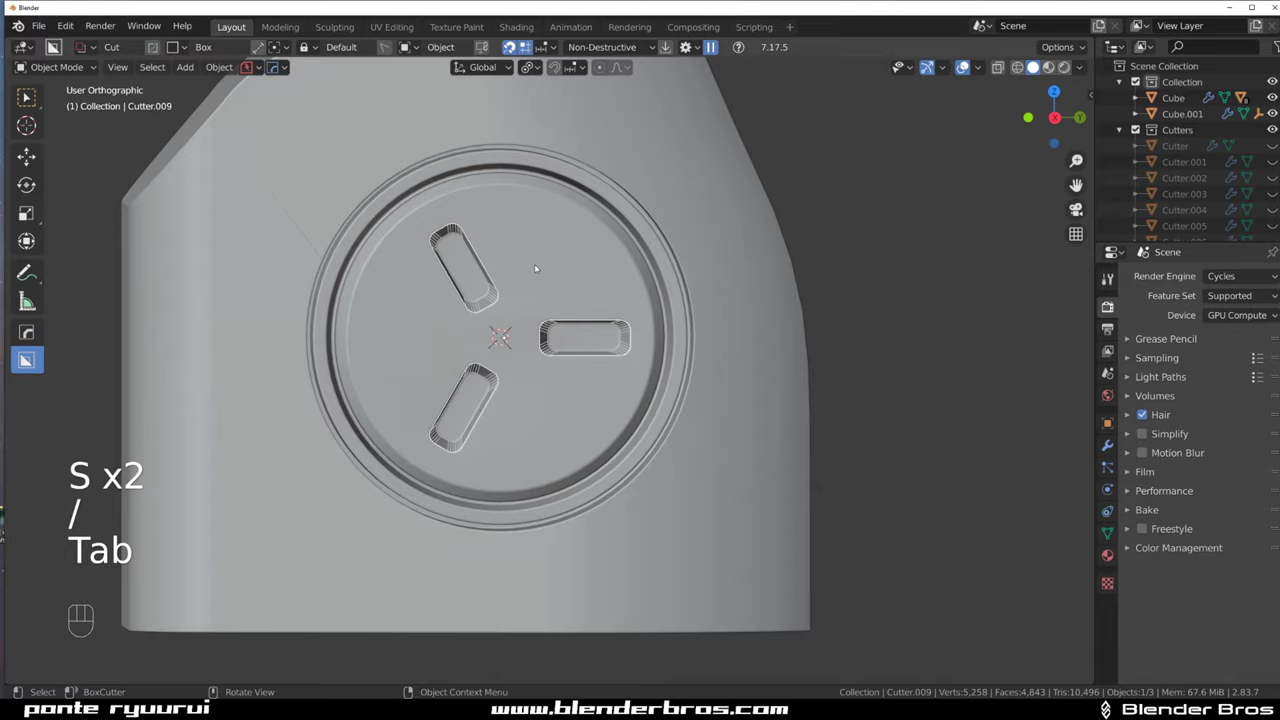 Blender
File Edit Render Window Help Layout Modeling Sculpting UV Editing Texture Paint Shading Animation Rendering Compositing Scripting + Scene View Layer
Cut Box Default Object Non-Destructive 7.17.5 Options
Object Mode View Select Add Object Global
User Orthographic
(1) Collection | Cutter.009
Z
X
Y
Scene Collection
Collection
Cube
Cube.001
Cutters
Cutter
Cutter.001
Cutter.002
Cutter.003
Cutter.004
Cutter.005
Scene
Render Engine Cycles
Feature Set Supported
Device GPU Compute
Grease Pencil
Sampling
Light Paths
Volumes
Hair
Simplify
Motion Blur
Film
Performance
Bake
Freestyle
Color Management
S x2
/
Tab
Select BoxCutter Rotate View Object Context Menu Collection | Cutter.009 | Verts:5,258 | Faces:4,843 | Tris:10,496 | Objects:1/3 | Mem: 67.6 MiB | 2.83.7
ponte ryuurui www.blenderbros.com Blender Bros